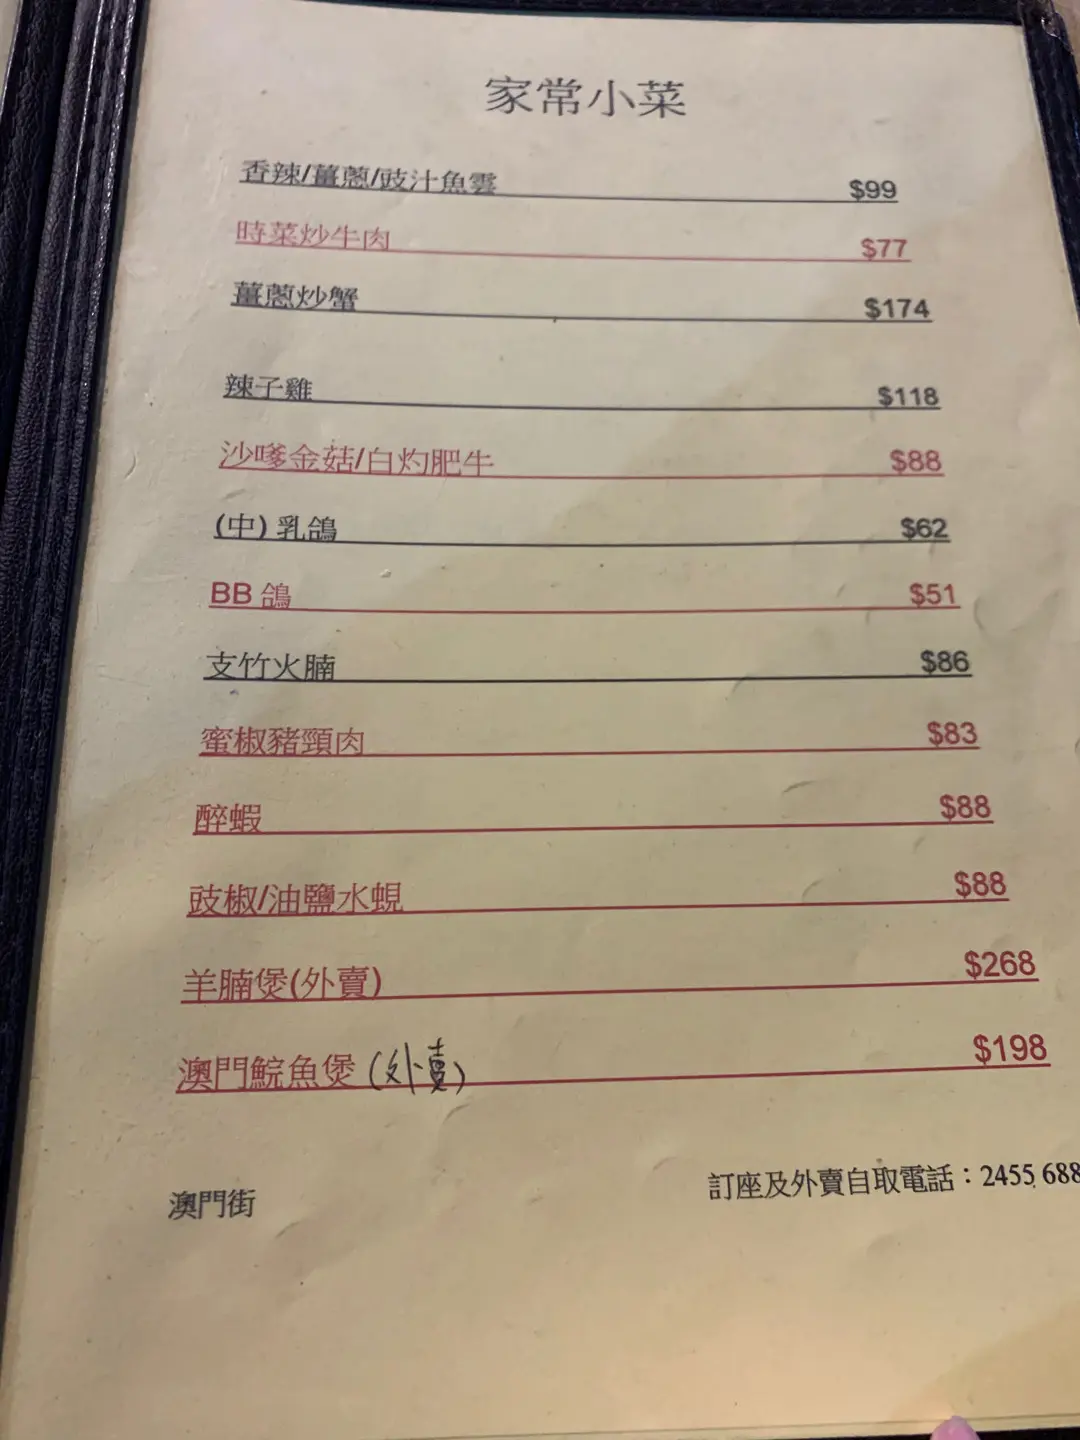 家常小菜
香辣/薑蔥/豉汁魚雲 $99
時菜炒牛肉 $77
薑蔥炒蟹 $174
辣子雞 $118
沙嗲金菇/白灼肥牛 $88
(中) 乳鴿 $62
BB 鴿 $51
支竹火腩 $86
蜜椒豬頸肉 $83
醉蝦 $88
豉椒/油鹽水蜆 $88
羊腩煲(外賣) $268
澳門鯇魚煲 (外賣) $198
澳門街
訂座及外賣自取電話：2455 688